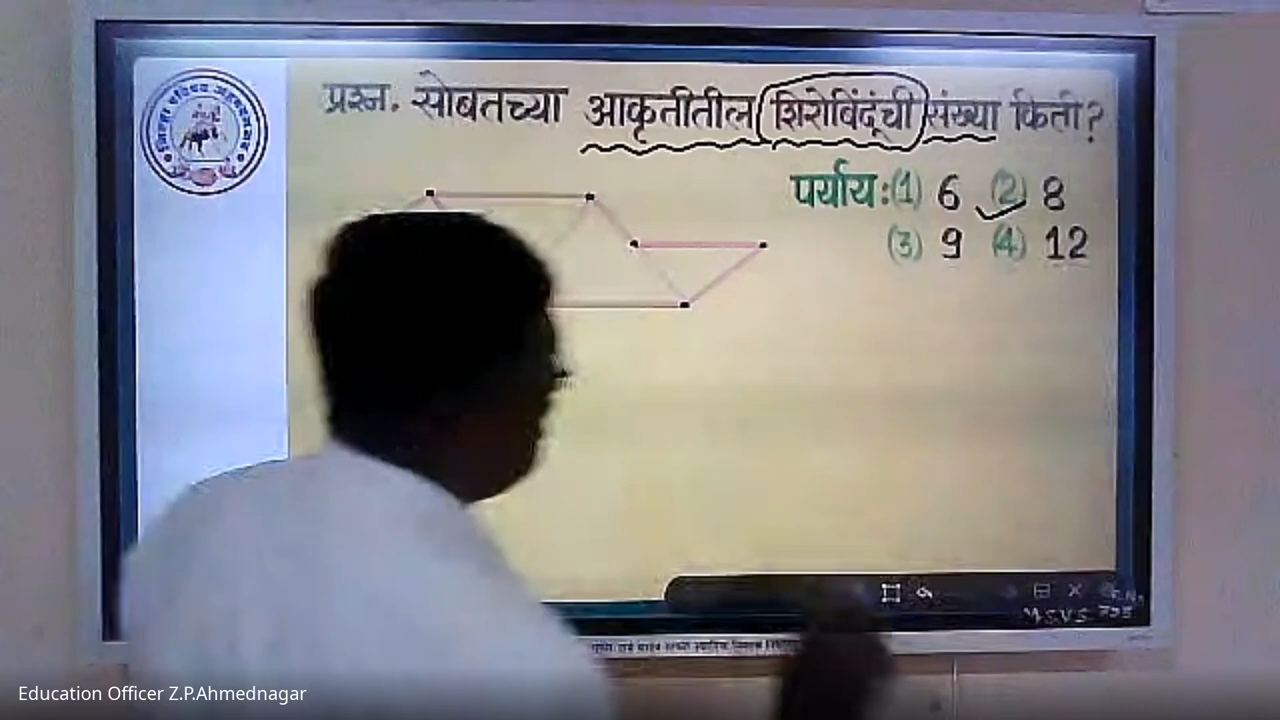 प्रश्न. सोबतच्या आकृतीतील शिरोबिंदूंची संख्या किती?
पर्याय: (1) 6 (2) 8
(3) 9 (4) 12
Education Officer Z.P.Ahmednagar